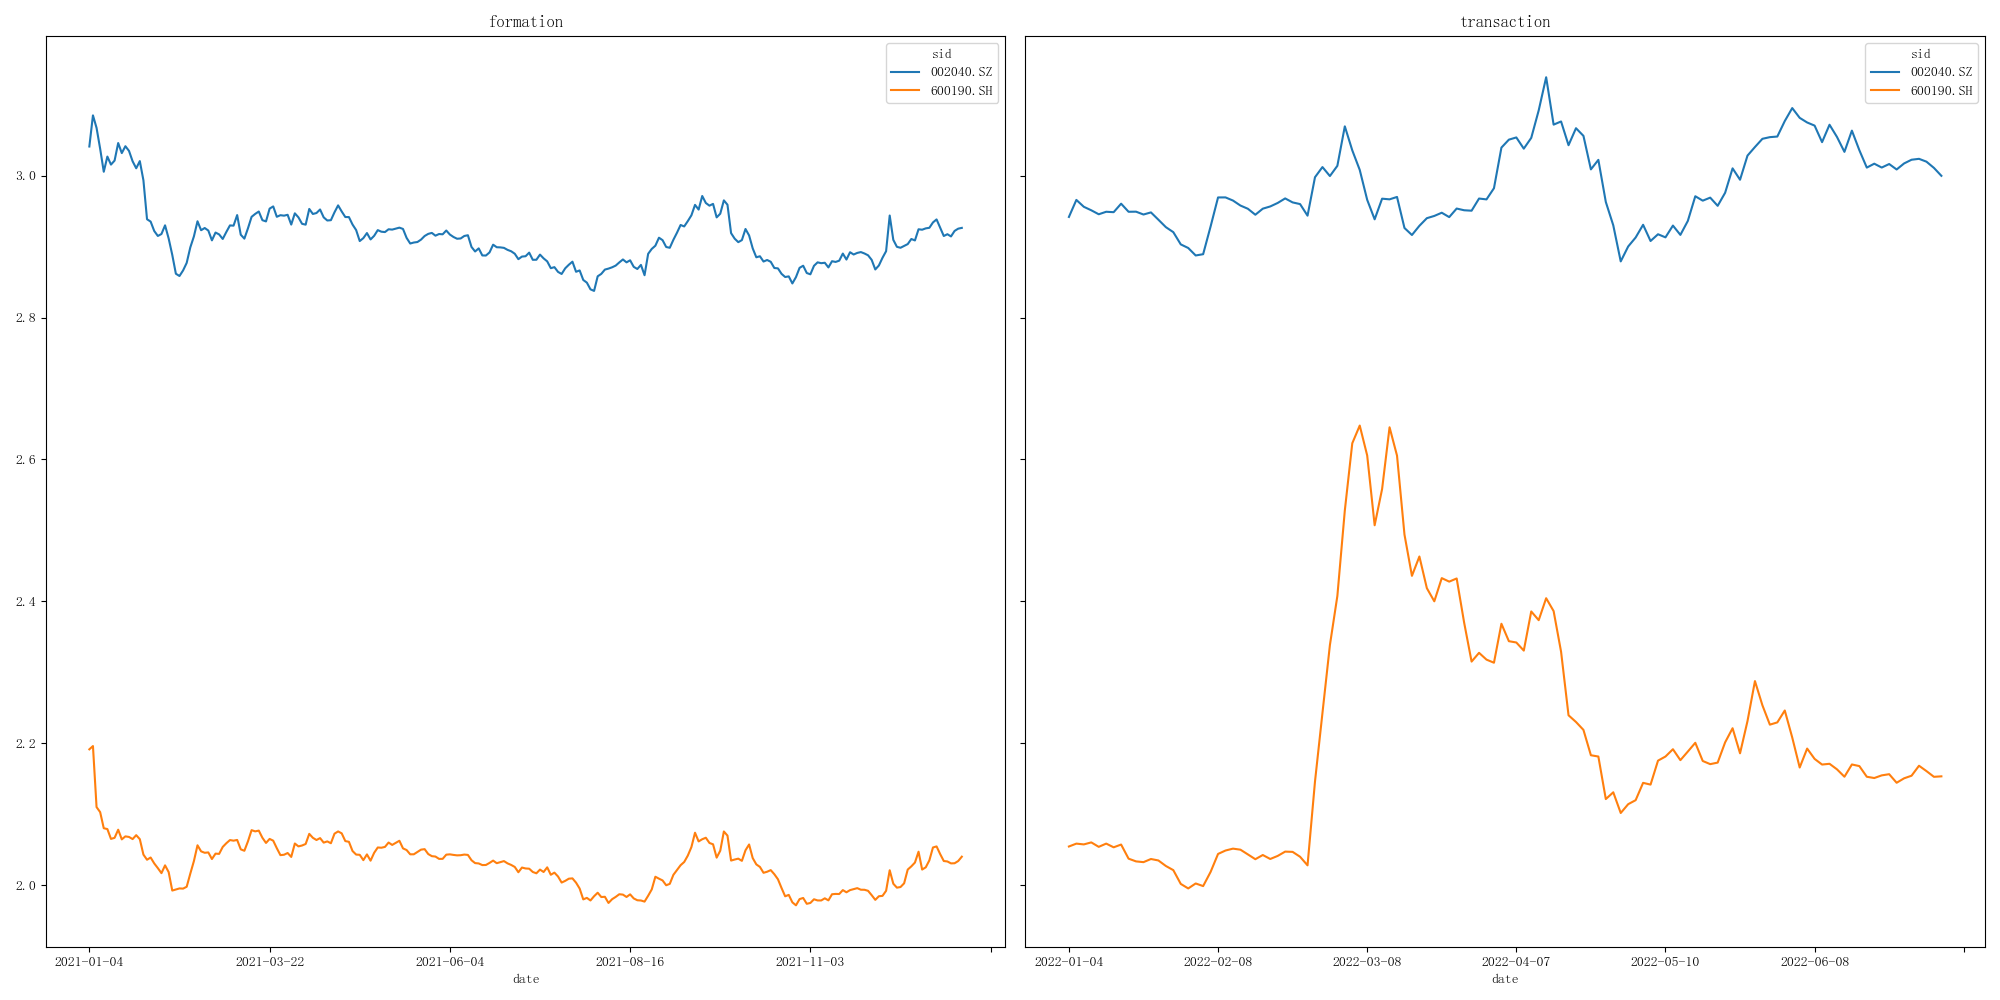 formation
sid
002040.SZ
600190.SH
3.0
2.8
2.6
2.4
2.2
2.0
2021-01-04
2021-03-22
2021-06-04
2021-08-16
2021-11-03
date
transaction
sid
002040.SZ
600190.SH
2022-01-04
2022-02-08
2022-03-08
2022-04-07
2022-05-10
2022-06-08
date